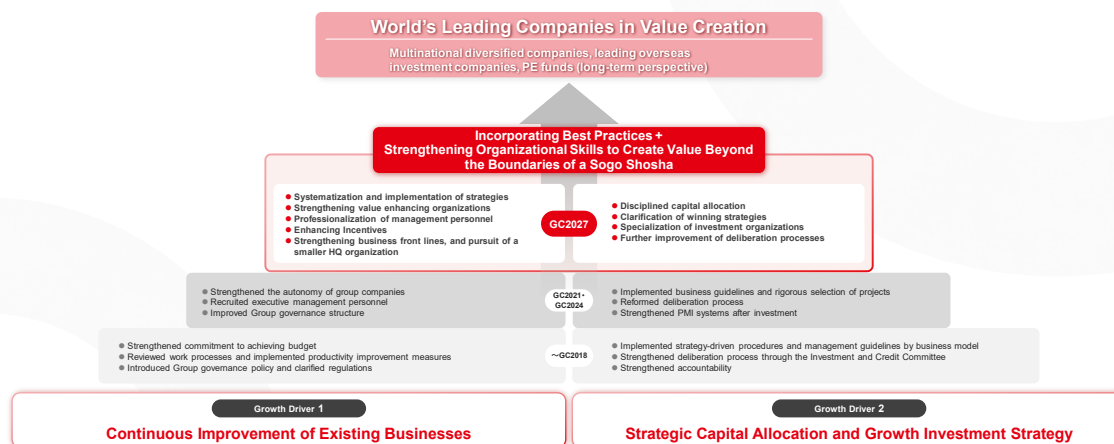 World's Leading Companies in Value Creation
Multinational diversified companies, leading overseas
investment companies, PE funds (long-term perspective)
Incorporating Best Practices +
Strengthening Organizational Skills to Create Value Beyond
the Boundaries of a Sogo Shosha
● Systematization and implementation of strategies
● Strengthening value enhancing organizations
● Professionalization of management personnel
● Enhancing Incentives
● Strengthening business front lines, and pursuit of a
smaller HQ organization
GC2027
● Disciplined capital allocation
● Clarification of winning strategies
● Specialization of investment organizations
● Further improvement of deliberation processes
● Strengthened the autonomy of group companies
● Recruited executive management personnel
● Improved Group governance structure
GC2021・
GC2024
● Implemented business guidelines and rigorous selection of projects
● Reformed deliberation process
● Strengthened PMI systems after investment
● Strengthened commitment to achieving budget
● Reviewed work processes and implemented productivity improvement measures
● Introduced Group governance policy and clarified regulations
～GC2018
● Implemented strategy-driven procedures and management guidelines by business model
● Strengthened deliberation process through the Investment and Credit Committee
● Strengthened accountability
Growth Driver 1
Continuous Improvement of Existing Businesses
Growth Driver 2
Strategic Capital Allocation and Growth Investment Strategy